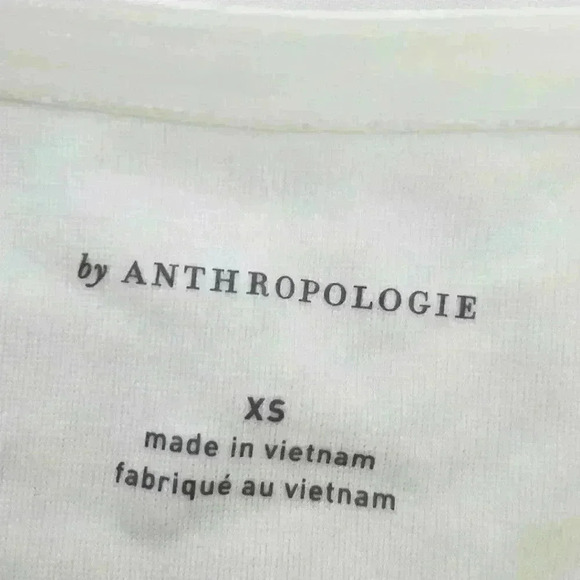 by ANTHROPOLOGIE
XS
made in vietnam
fabriqué au vietnam